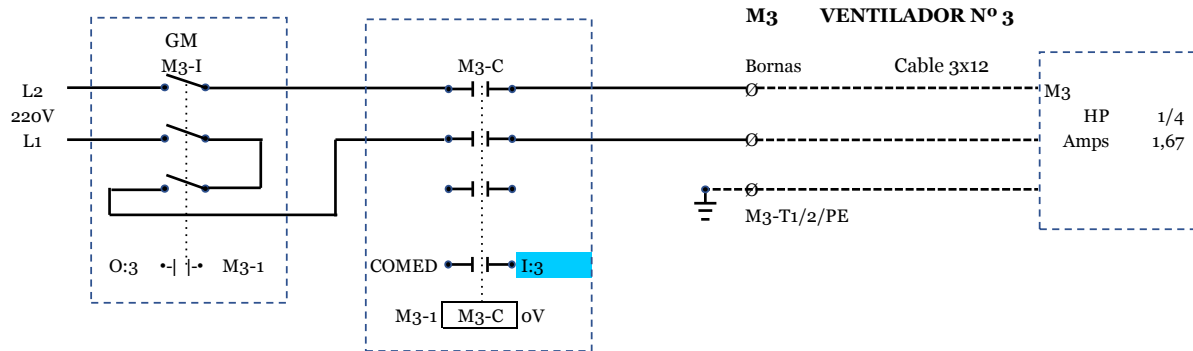 M3 VENTILADOR Nº 3
GM
M3-I
M3-C
Bornas
Cable 3x12
L2
220V
L1
M3
HP 1/4
Amps 1,67
M3-T1/2/PE
O:3 •-| |-• M3-1
COMED
I:3
M3-1 M3-C 0V